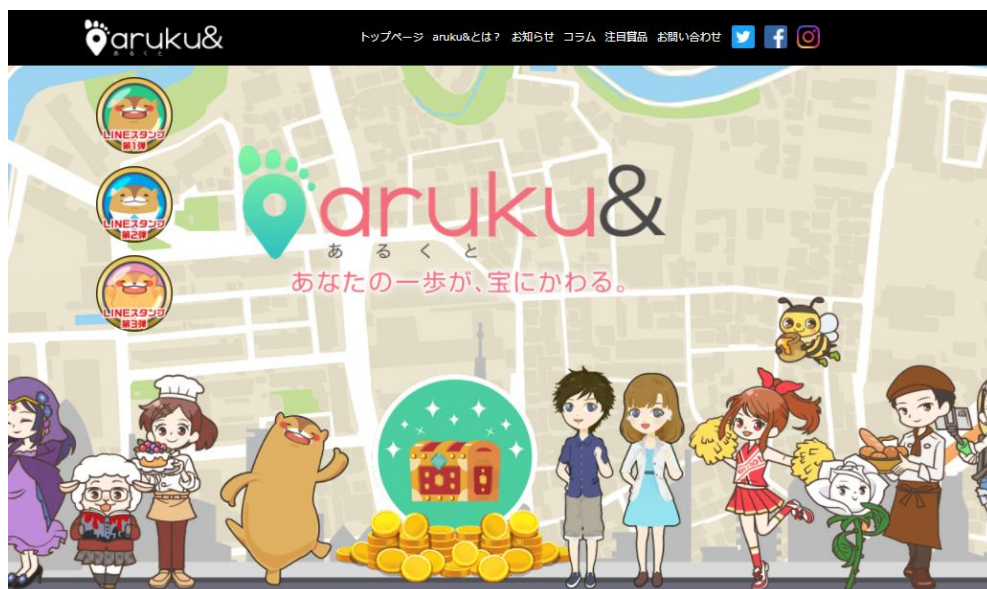 aruku&
あるくと
トップページ aruku&とは? お知らせ コラム 注目賞品 お問い合わせ
LINEスタンプ
第1弾
LINEスタンプ
第2弾
LINEスタンプ
第3弾
aruku&
あるくと
あなたの一歩が、宝にかわる。